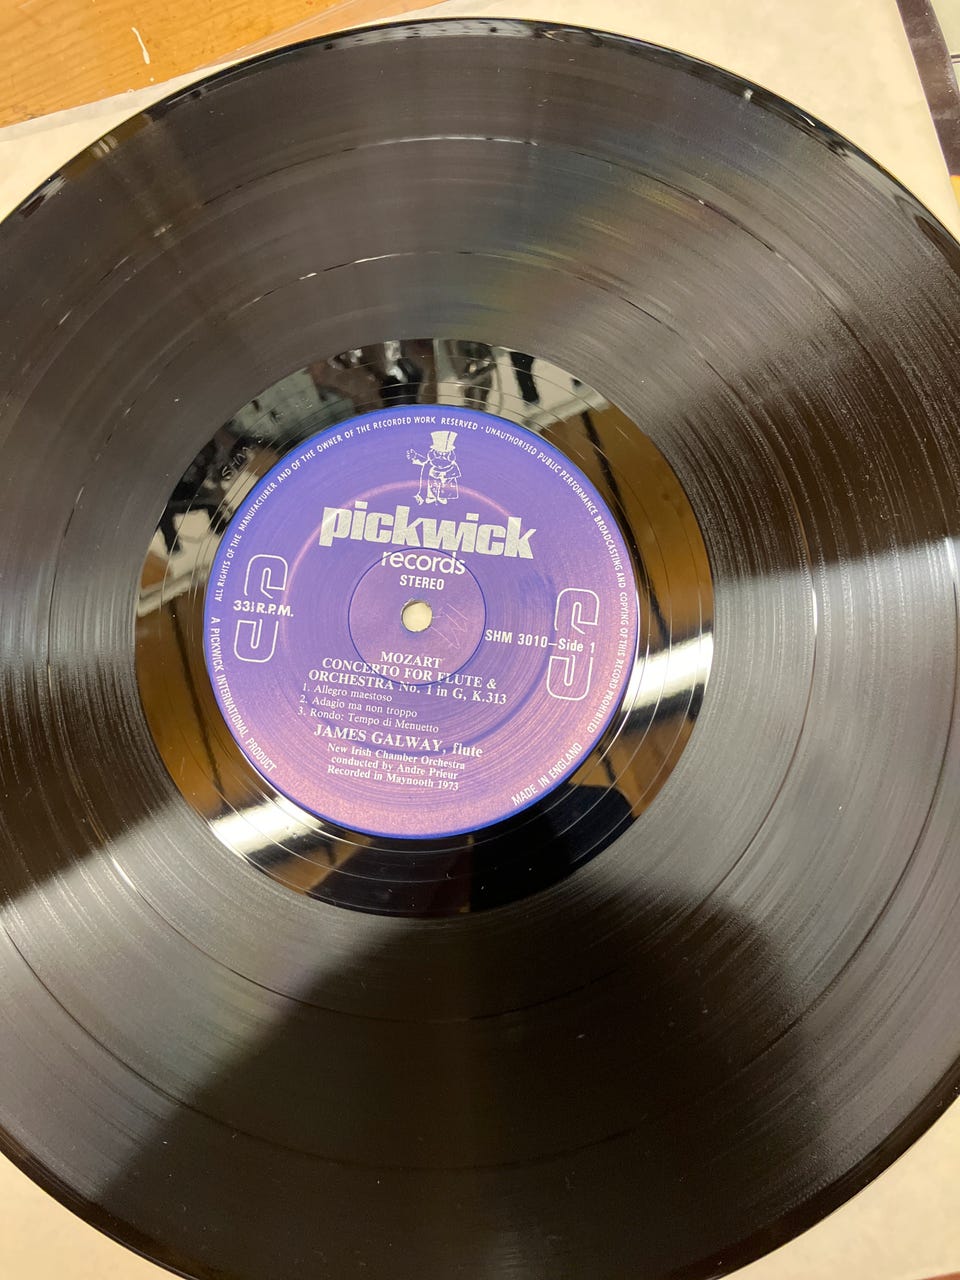 ALL RIGHTS OF THE MANUFACTURER AND OF THE OWNER OF THE RECORDED WORK RESERVED · UNAUTHORISED PUBLIC PERFORMANCE BROADCASTING AND COPYING OF THIS RECORD PROHIBITED
pickwick
records
STEREO
S
33⅓ R.P.M.
S
SHM 3010–Side 1
MOZART
CONCERTO FOR FLUTE &
ORCHESTRA No. 1 in G, K.313
1. Allegro maestoso
2. Adagio ma non troppo
3. Rondo: Tempo di Menuetto
JAMES GALWAY, flute
New Irish Chamber Orchestra
conducted by Andre Prieur
Recorded in Maynooth 1973
A PICKWICK INTERNATIONAL PRODUCT
MADE IN ENGLAND
SHM